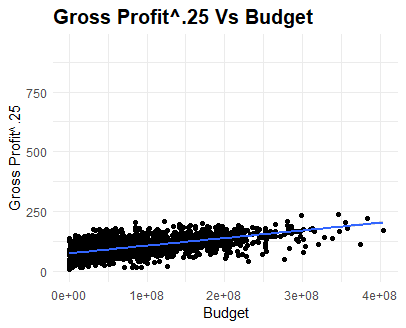 Gross Profit^.25 Vs Budget
Gross Profit^.25
750
500
250
0
0e+00
1e+08
2e+08
3e+08
4e+08
Budget